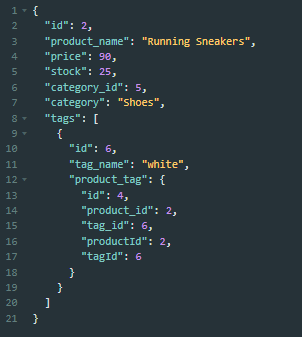 1 {
2   "id": 2,
3   "product_name": "Running Sneakers",
4   "price": 90,
5   "stock": 25,
6   "category_id": 5,
7   "category": "Shoes",
8   "tags": [
9     {
10       "id": 6,
11       "tag_name": "white",
12       "product_tag": {
13         "id": 4,
14         "product_id": 2,
15         "tag_id": 6,
16         "productId": 2,
17         "tagId": 6
18       }
19     }
20   ]
21 }